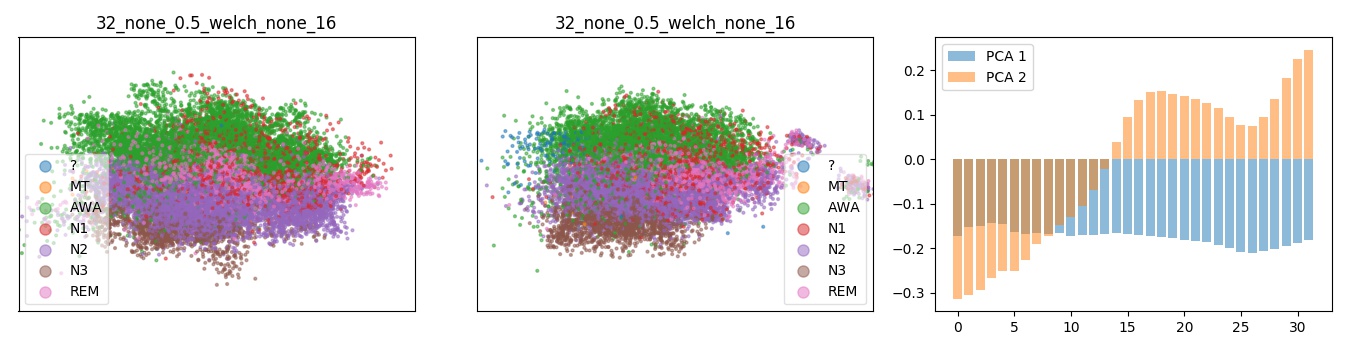 32_none_0.5_welch_none_16
?
MT
AWA
N1
N2
N3
REM
32_none_0.5_welch_none_16
?
MT
AWA
N1
N2
N3
REM
PCA 1
PCA 2
0.2
0.1
0.0
−0.1
−0.2
−0.3
0 5 10 15 20 25 30